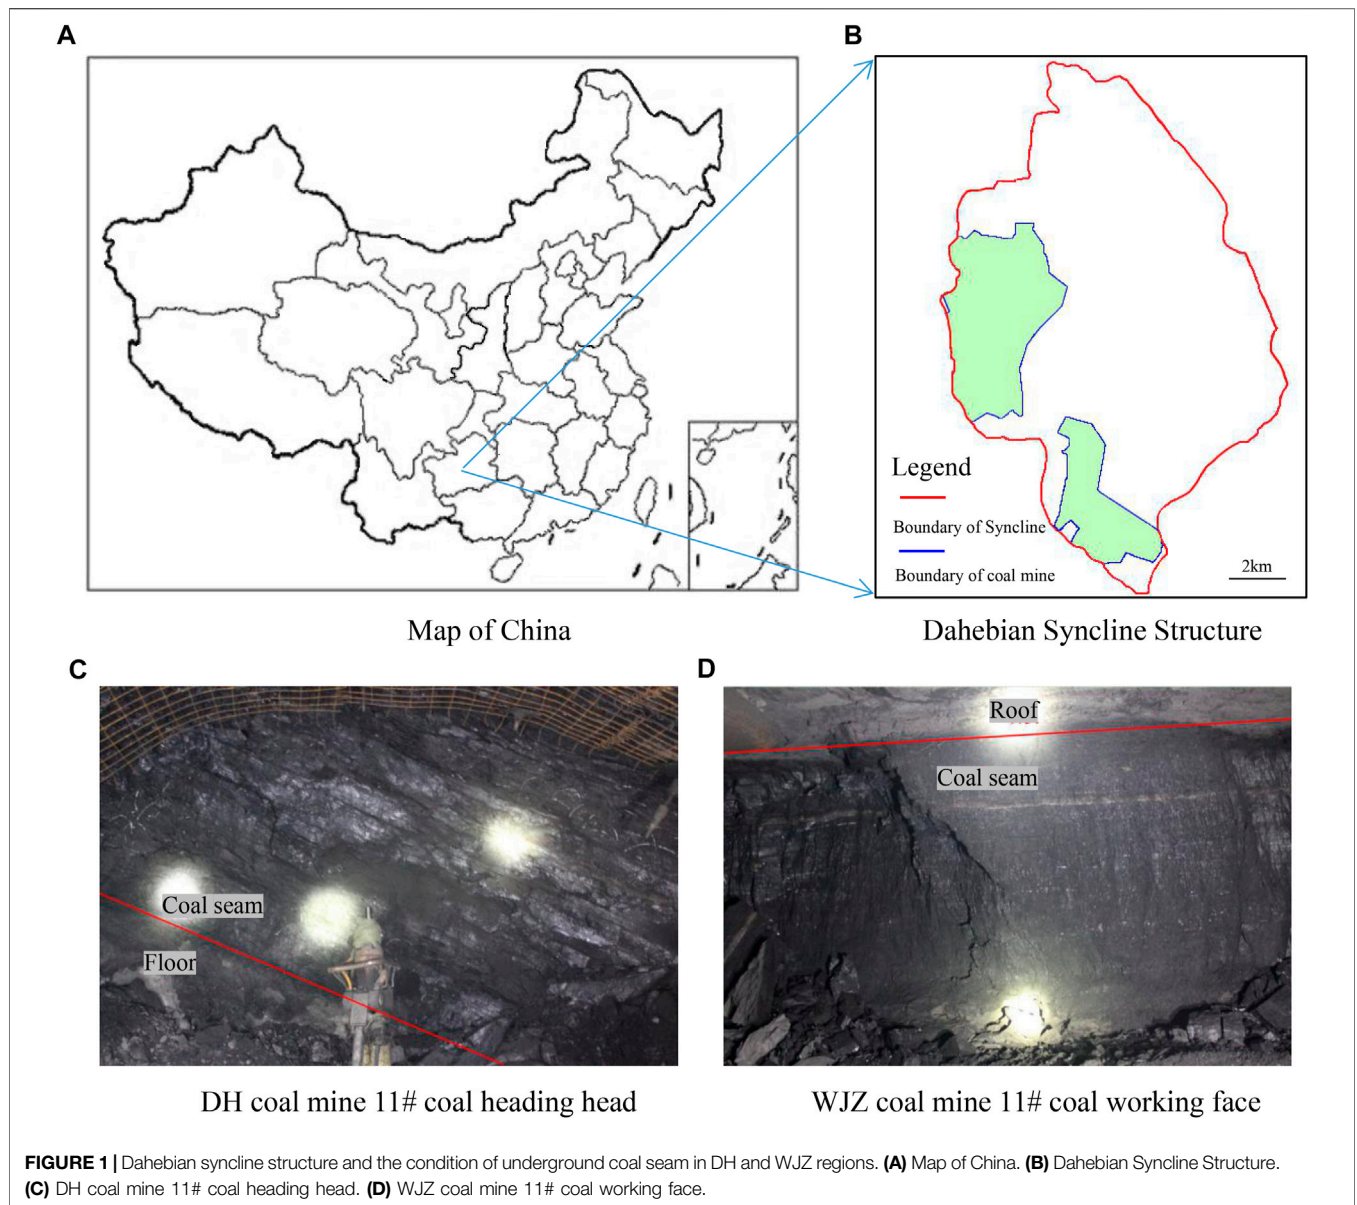 A
B
Legend
Boundary of Syncline
Boundary of coal mine
2km
Map of China
Dahebian Syncline Structure
C
D
Coal seam
Floor
Roof
Coal seam
DH coal mine 11# coal heading head
WJZ coal mine 11# coal working face
FIGURE 1 | Dahebian syncline structure and the condition of underground coal seam in DH and WJZ regions. (A) Map of China. (B) Dahebian Syncline Structure.
(C) DH coal mine 11# coal heading head. (D) WJZ coal mine 11# coal working face.